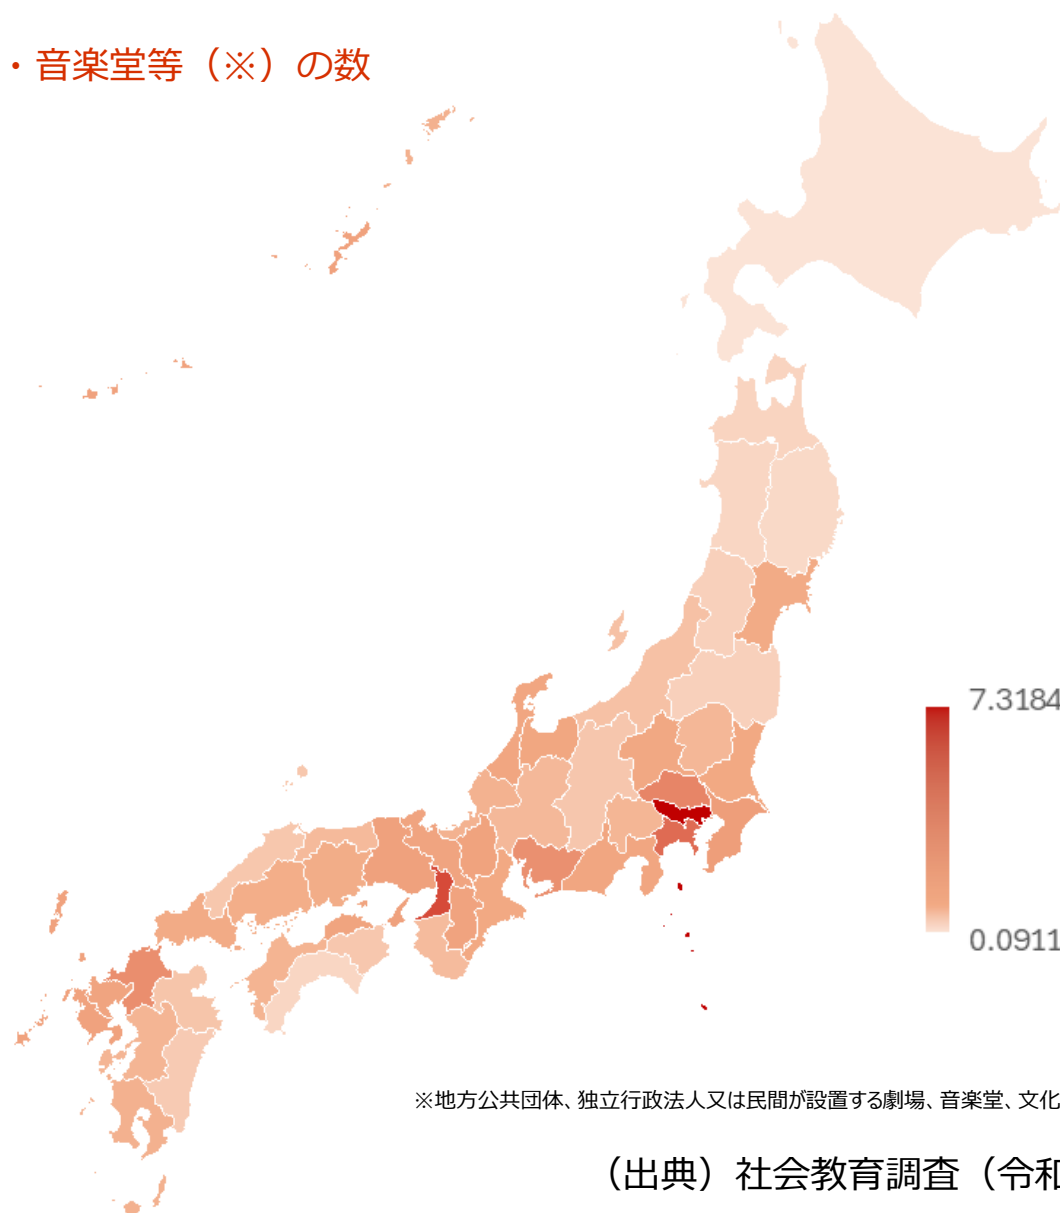 ・音楽堂等（※）の数
7.3184
0.0911
※地方公共団体、独立行政法人又は民間が設置する劇場、音楽堂、文化
（出典）社会教育調査（令和